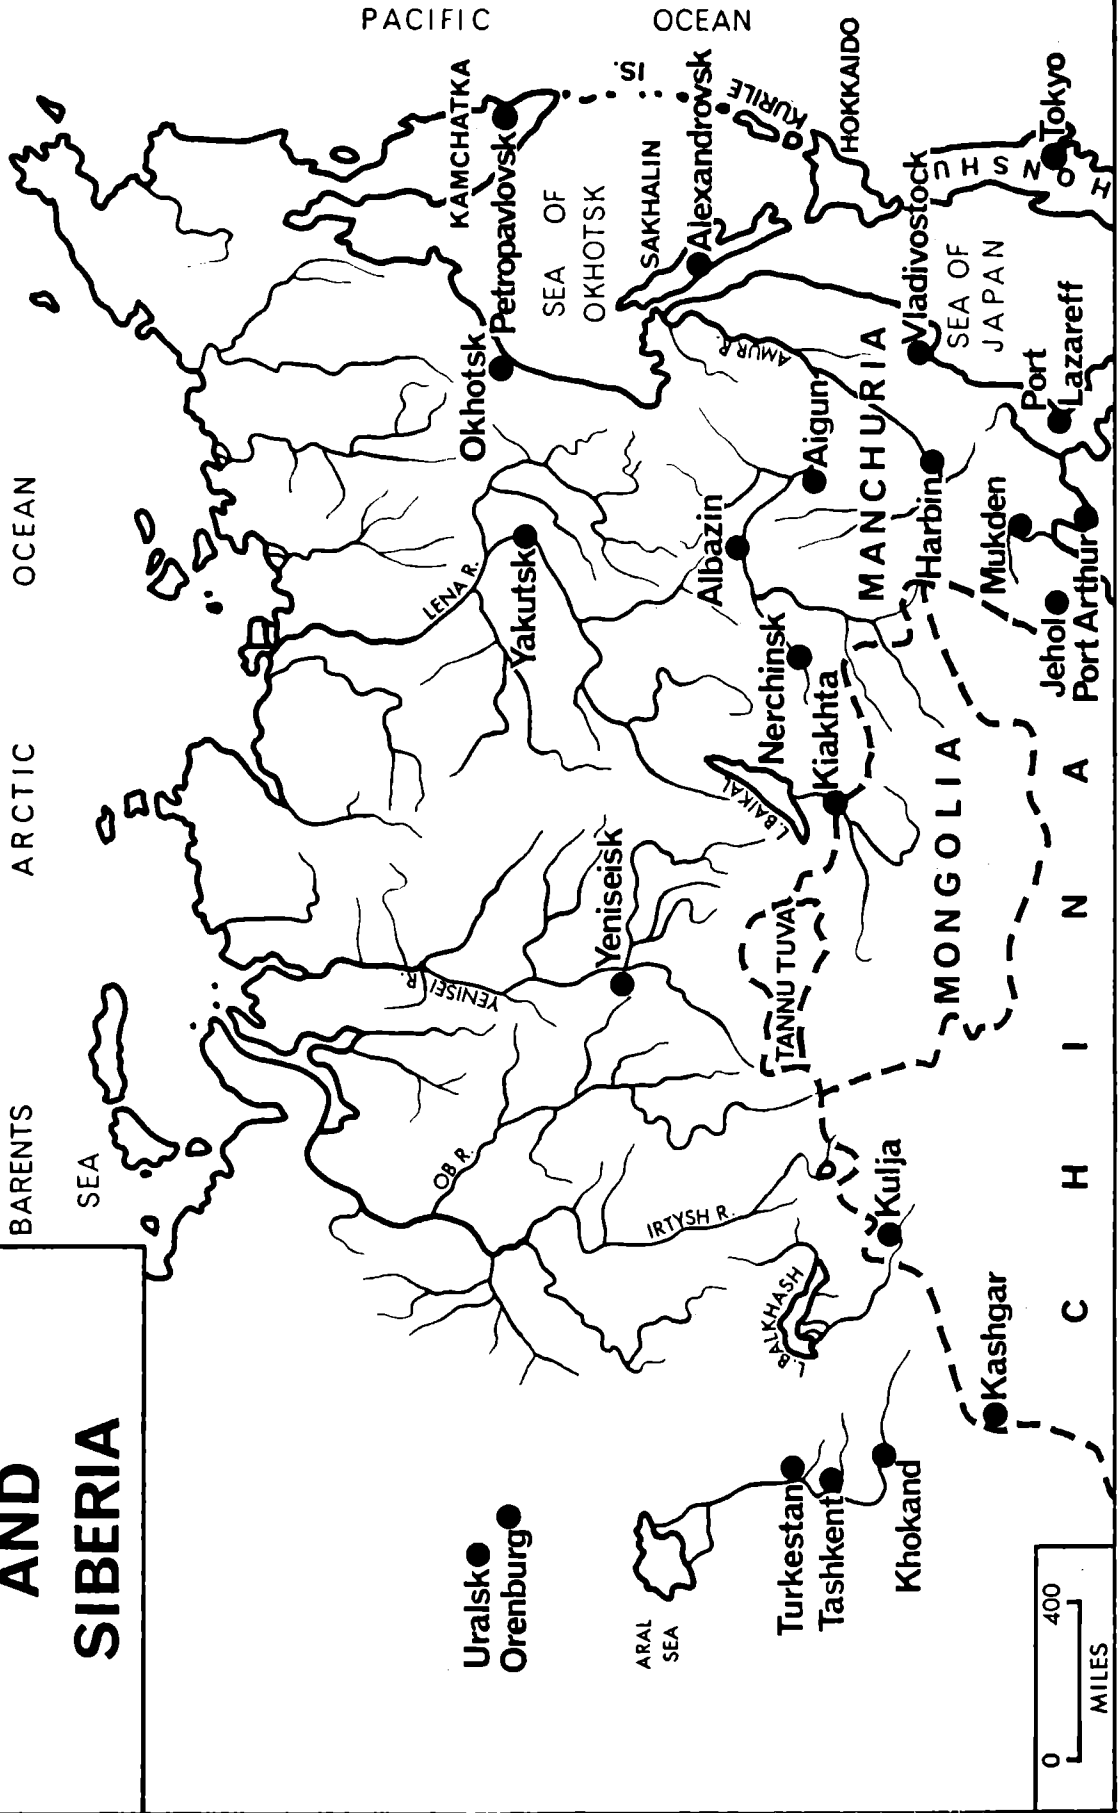 AND
SIBERIA
BARENTS
SEA
ARCTIC
OCEAN
PACIFIC
OCEAN
KAMCHATKA
Petropavlovsk
Okhotsk
SEA OF
OKHOTSK
SAKHALIN
Alexandrovsk
KURILE
IS.
HOKKAIDO
HONSHU
Tokyo
Vladivostock
SEA OF
JAPAN
Port
Lazareff
AMUR R.
Aigun
MANCHURIA
Harbin
Mukden
Jehol
Port Arthur
Albazin
Nerchinsk
Kiakhta
LENA R.
Yakutsk
L. BAIKAL
Yeniseisk
YENISEI R.
TANNU TUVA
MONGOLIA
OB R.
IRTYSH R.
Kulja
L. BALKHASH
Kashgar
CHINA
Uralsk
Orenburg
ARAL
SEA
Turkestan
Tashkent
Khokand
0 400
MILES